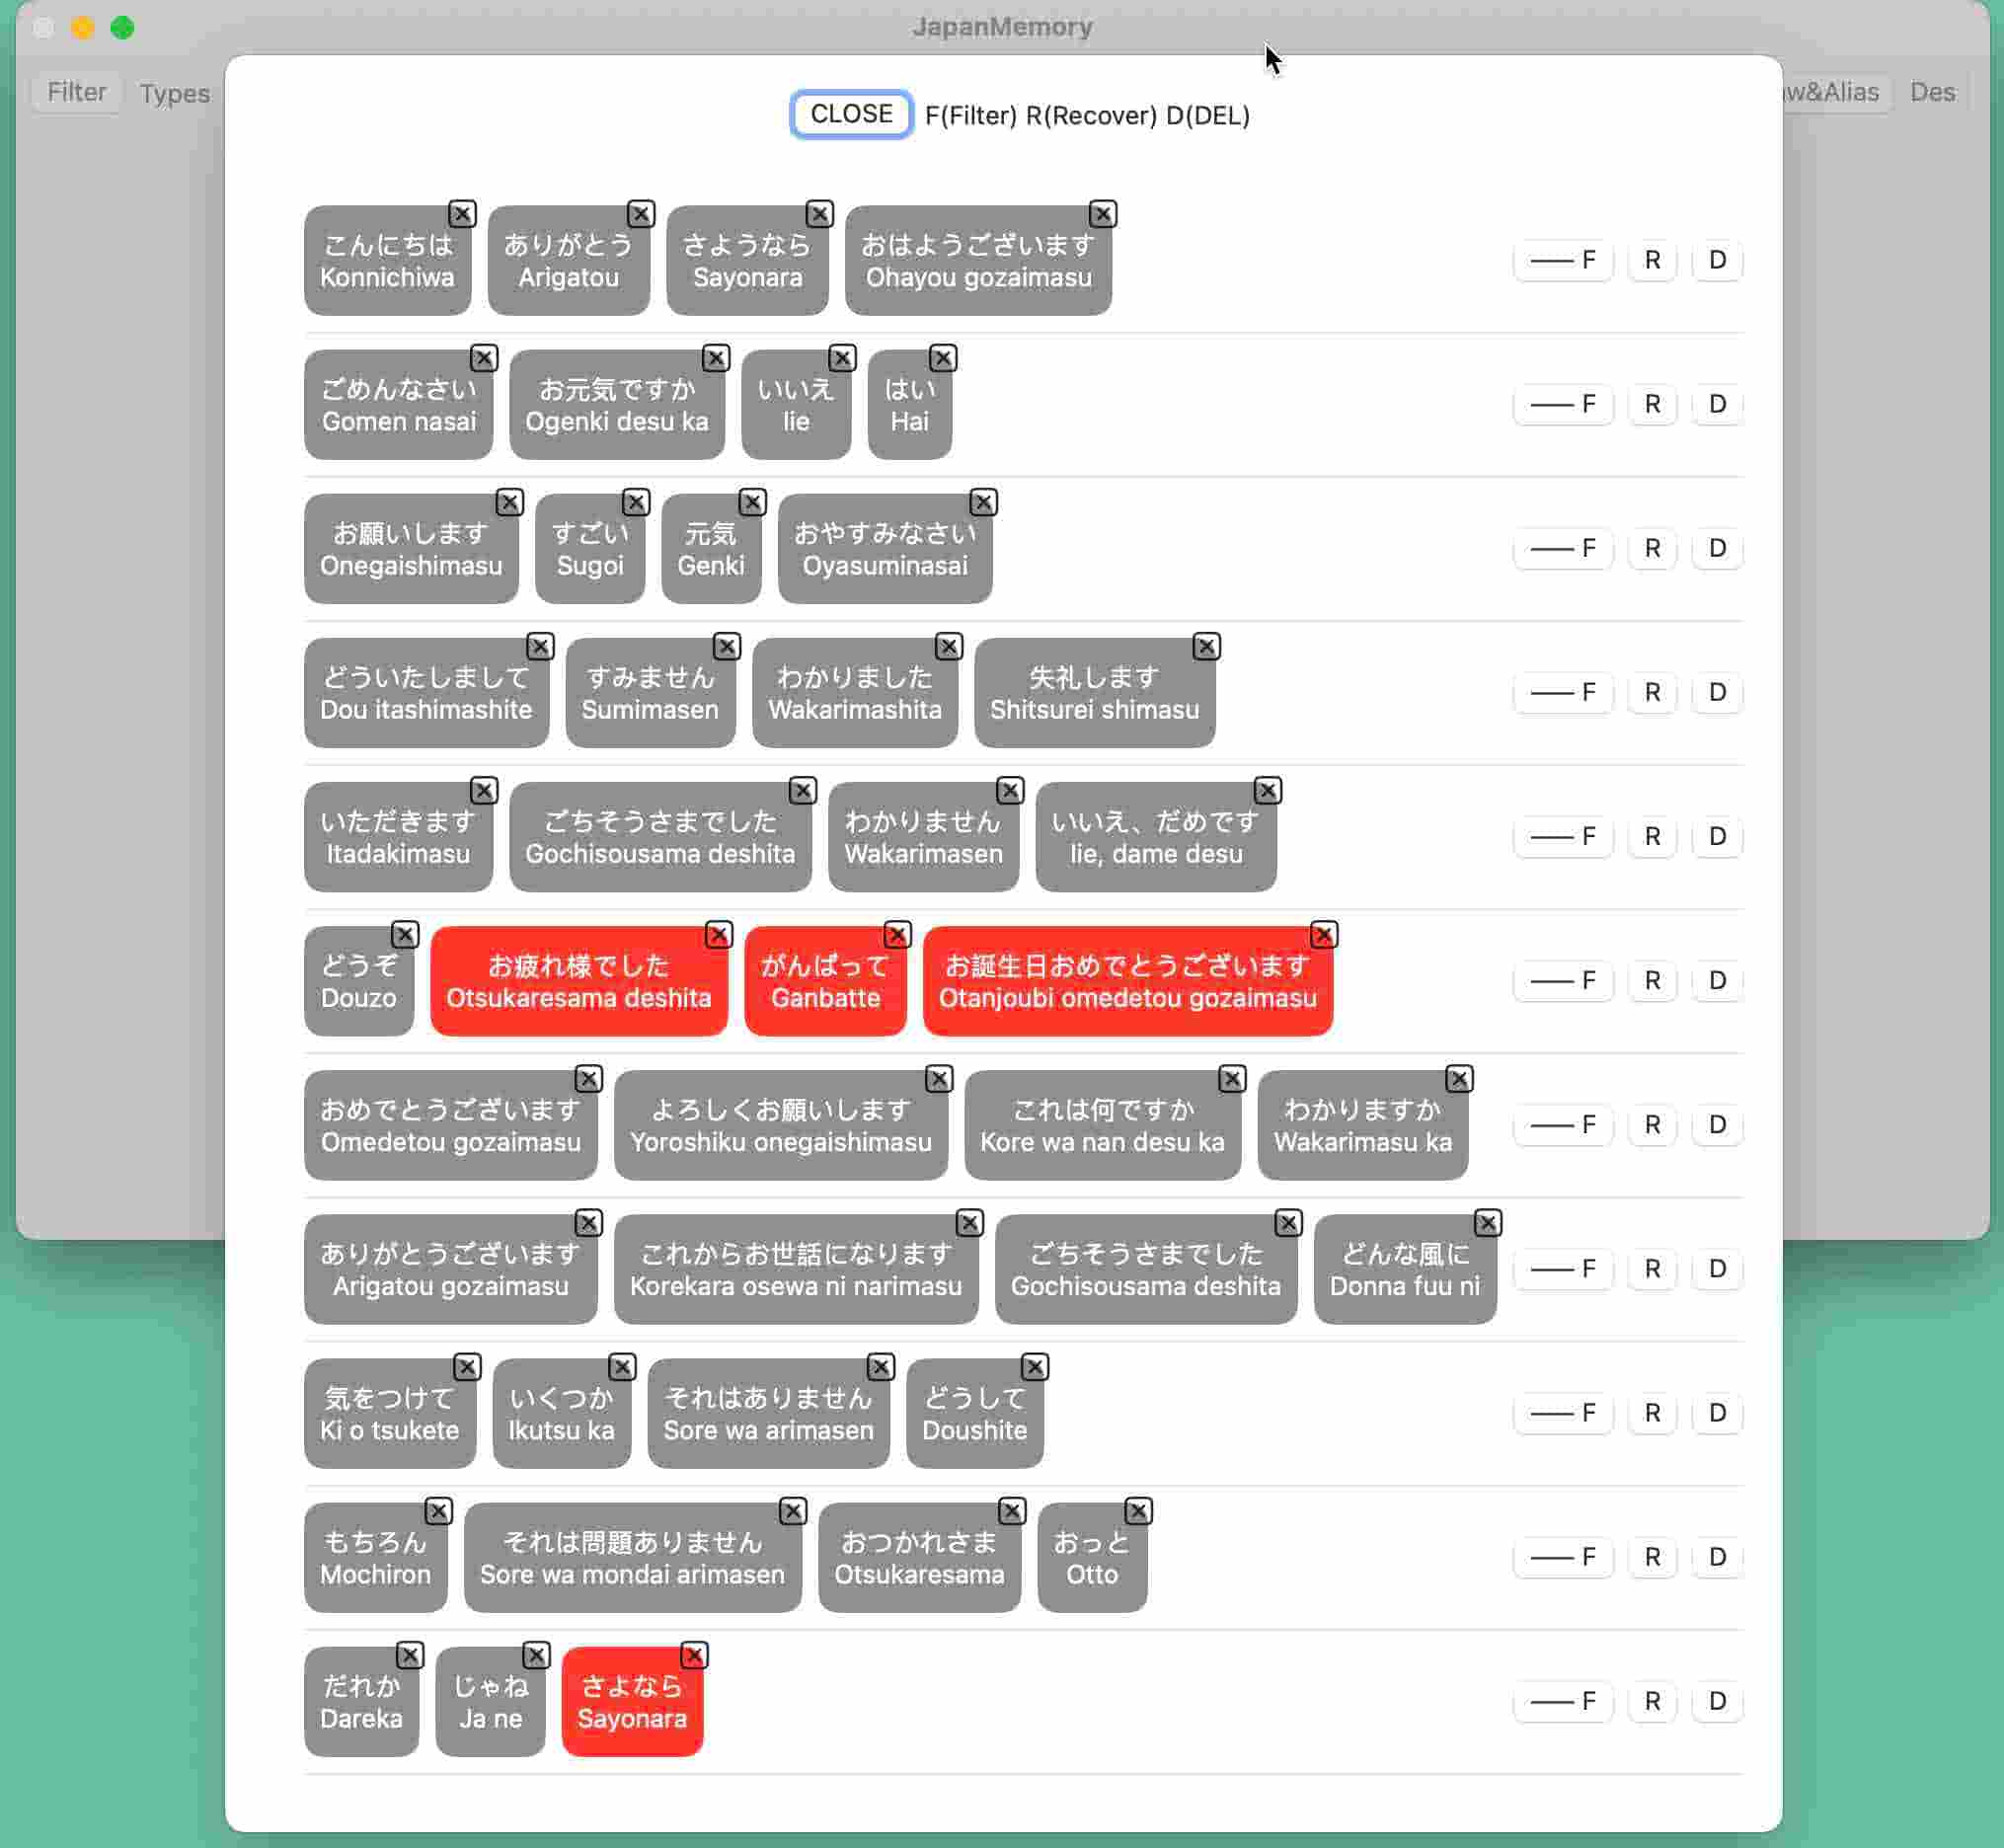 JapanMemory
Filter Types
w&Alias Des
CLOSE F(Filter) R(Recover) D(DEL)
こんにちは ありがとう さようなら おはようございます
Konnichiwa Arigatou Sayonara Ohayou gozaimasu
F R D
ごめんなさい お元気ですか いいえ はい
Gomen nasai Ogenki desu ka Iie Hai
F R D
お願いします すごい 元気 おやすみなさい
Onegaishimasu Sugoi Genki Oyasuminasai
F R D
どういたしまして すみません わかりました 失礼します
Dou itashimashite Sumimasen Wakarimashita Shitsurei shimasu
F R D
いただきます ごちそうさまでした わかりません いいえ、だめです
Itadakimasu Gochisousama deshita Wakarimasen Iie, dame desu
F R D
どうぞ お疲れ様でした がんばって お誕生日おめでとうございます
Douzo Otsukaresama deshita Ganbatte Otanjoubi omedetou gozaimasu
F R D
おめでとうございます よろしくお願いします これは何ですか わかりますか
Omedetou gozaimasu Yoroshiku onegaishimasu Kore wa nan desu ka Wakarimasu ka
F R D
ありがとうございます これからお世話になります ごちそうさまでした どんな風に
Arigatou gozaimasu Korekara osewa ni narimasu Gochisousama deshita Donna fuu ni
F R D
気をつけて いくつか それはありません どうして
Ki o tsukete Ikutsu ka Sore wa arimasen Doushite
F R D
もちろん それは問題ありません おつかれさま おっと
Mochiron Sore wa mondai arimasen Otsukaresama Otto
F R D
だれか じゃね さよなら
Dareka Ja ne Sayonara
F R D